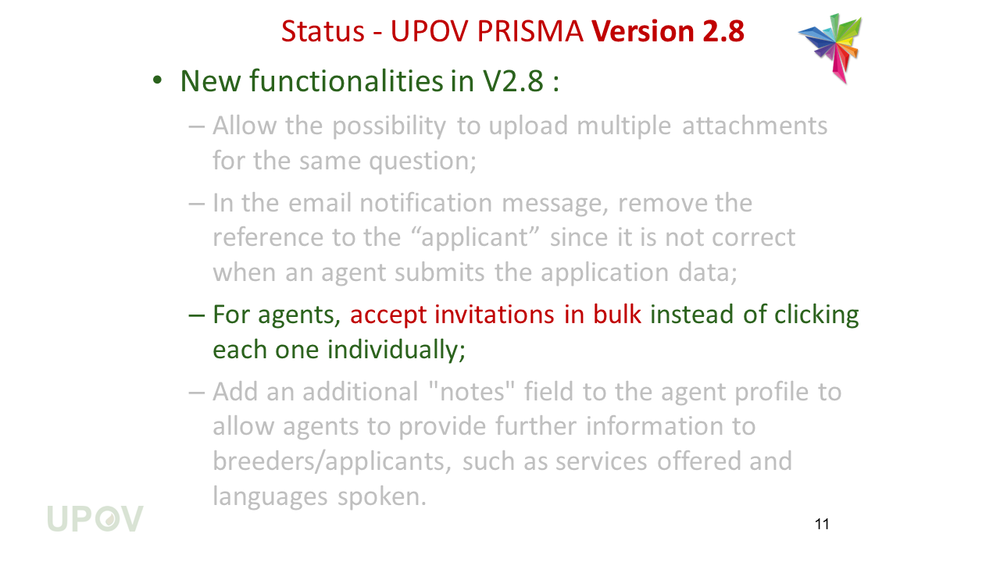 Status - UPOV PRISMA Version 2.8
• New functionalities in V2.8 :
– Allow the possibility to upload multiple attachments
for the same question;
– In the email notification message, remove the
reference to the “applicant” since it is not correct
when an agent submits the application data;
– For agents, accept invitations in bulk instead of clicking
each one individually;
– Add an additional "notes" field to the agent profile to
allow agents to provide further information to
breeders/applicants, such as services offered and
languages spoken.
UPOV
11